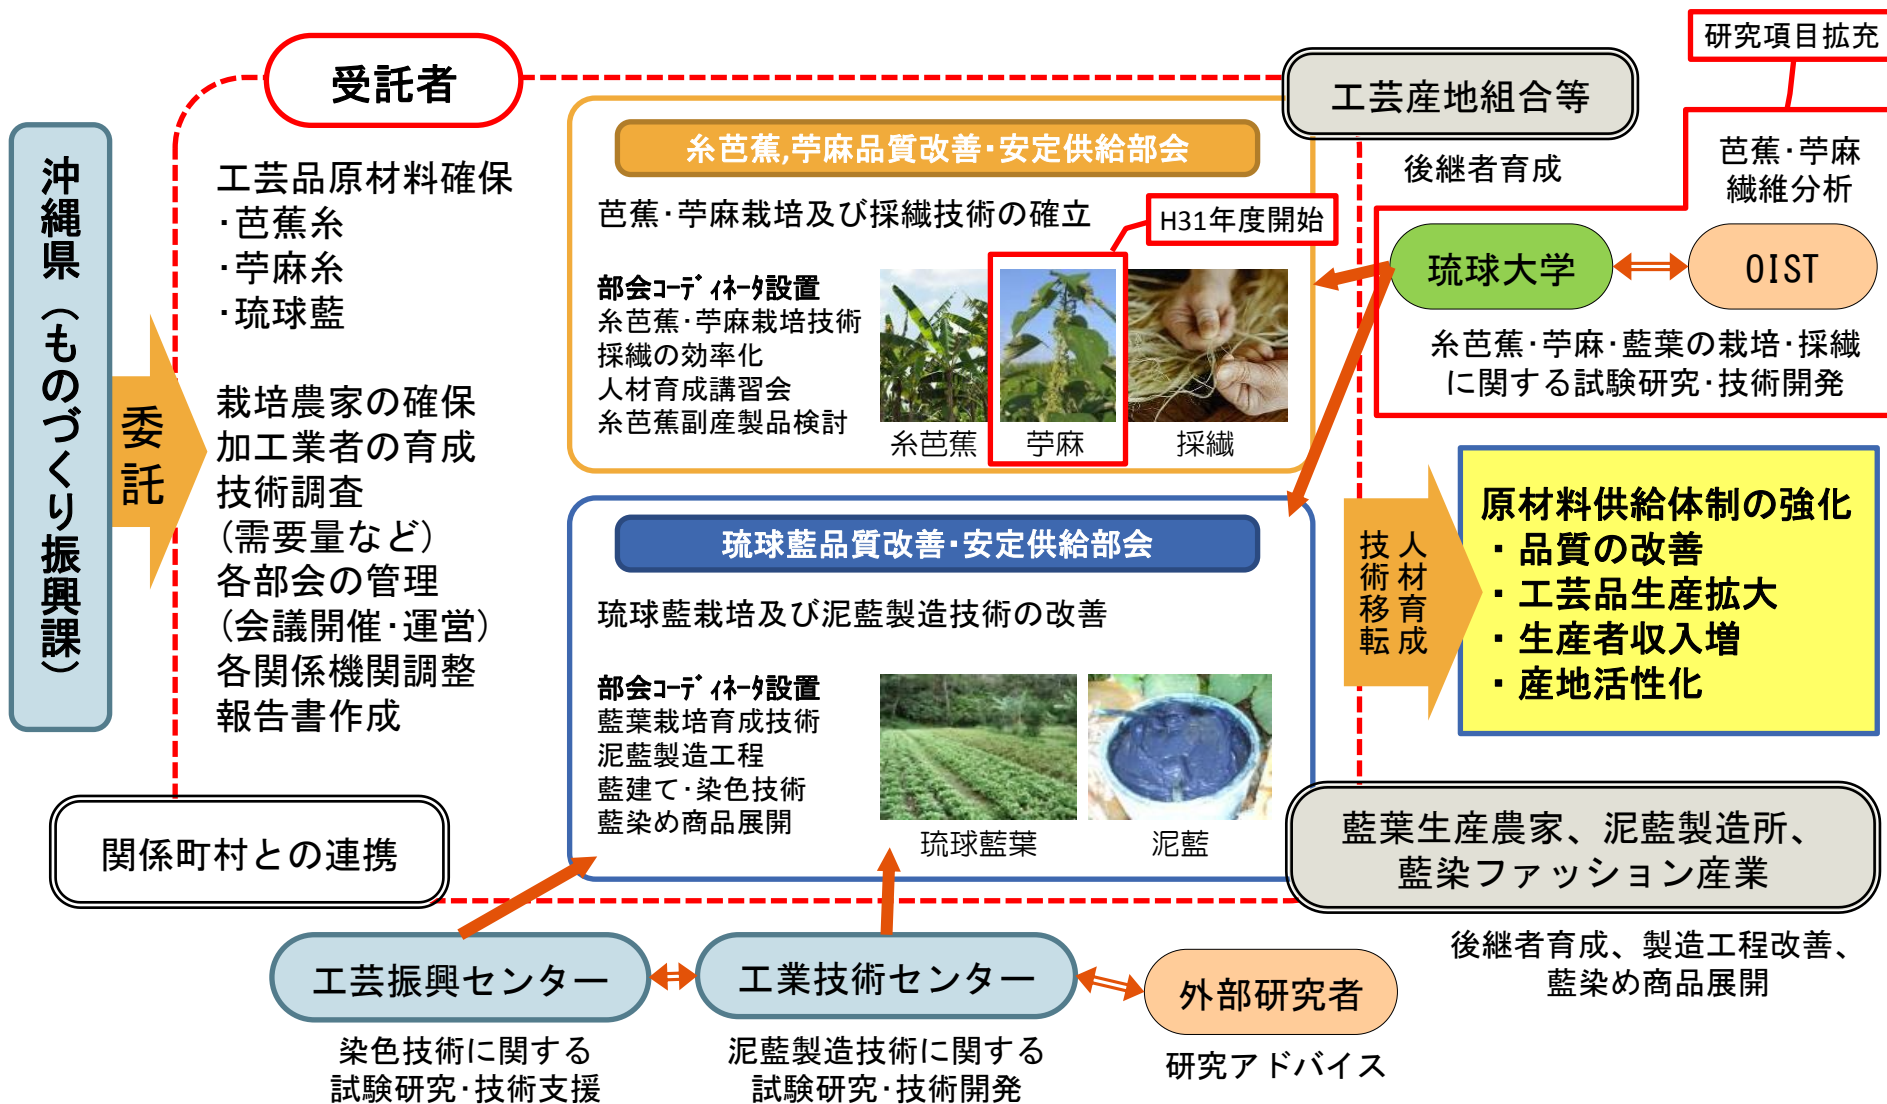 沖縄県（ものづくり振興課）
委託
受託者
工芸品原材料確保
・芭蕉糸
・苧麻糸
・琉球藍
栽培農家の確保
加工業者の育成
技術調査
(需要量など)
各部会の管理
(会議開催・運営)
各関係機関調整
報告書作成
関係町村との連携
糸芭蕉,苧麻品質改善・安定供給部会
芭蕉・苧麻栽培及び採繊技術の確立
H31年度開始
部会ｺｰﾃﾞｨﾈｰﾀ設置
糸芭蕉・苧麻栽培技術
採繊の効率化
人材育成講習会
糸芭蕉副産製品検討
糸芭蕉
苧麻
採繊
琉球藍品質改善・安定供給部会
琉球藍栽培及び泥藍製造技術の改善
部会ｺｰﾃﾞｨﾈｰﾀ設置
藍葉栽培育成技術
泥藍製造工程
藍建て・染色技術
藍染め商品展開
琉球藍葉
泥藍
工芸産地組合等
後継者育成
研究項目拡充
芭蕉・苧麻
繊維分析
琉球大学
OIST
糸芭蕉・苧麻・藍葉の栽培・採繊
に関する試験研究・技術開発
人材育成
技術移転
原材料供給体制の強化
・品質の改善
・工芸品生産拡大
・生産者収入増
・産地活性化
藍葉生産農家、泥藍製造所、
藍染ファッション産業
後継者育成、製造工程改善、
藍染め商品展開
工芸振興センター
染色技術に関する
試験研究・技術支援
工業技術センター
泥藍製造技術に関する
試験研究・技術開発
外部研究者
研究アドバイス